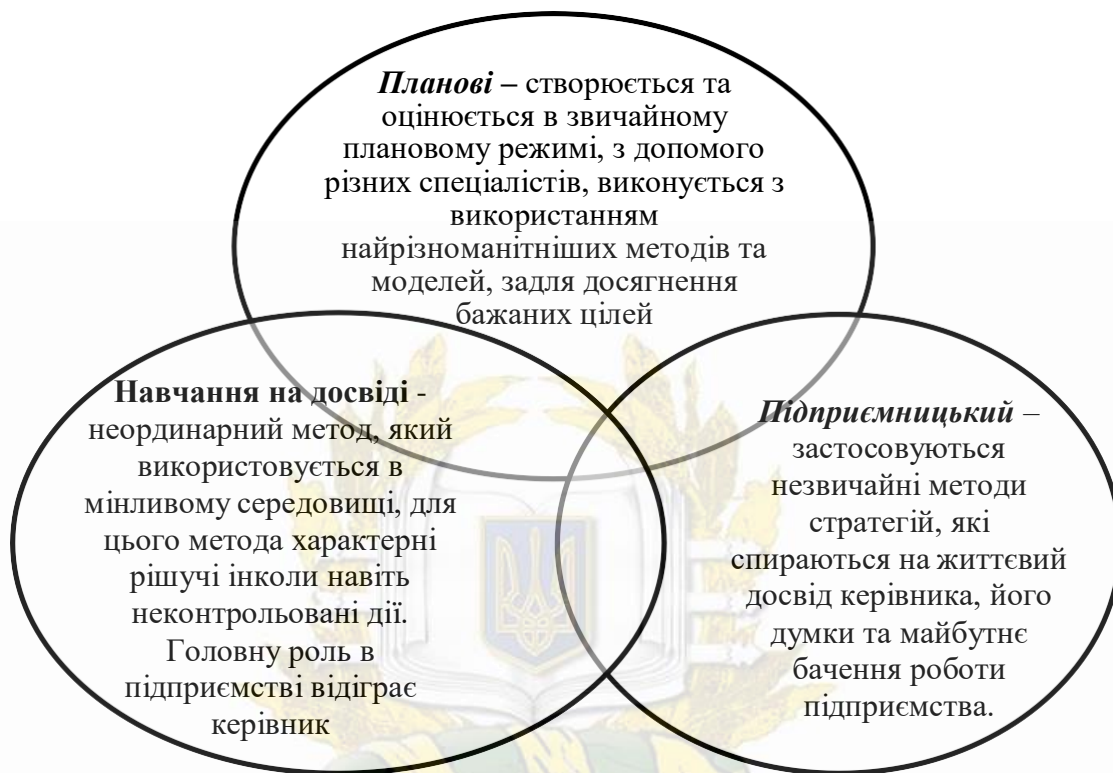 Планові – створюється та
оцінюється в звичайному
плановому режимі, з допомого
різних спеціалістів, виконується з
використанням
найрізноманітніших методів та
моделей, задля досягнення
бажаних цілей
Навчання на досвіді -
неординарний метод, який
використовується в
мінливому середовищі, для
цього метода характерні
рішучі інколи навіть
неконтрольовані дії.
Головну роль в
підприємстві відіграє
керівник
Підприємницький –
застосовуються
незвичайні методи
стратегій, які
спираються на життєвий
досвід керівника, його
думки та майбутнє
бачення роботи
підприємства.